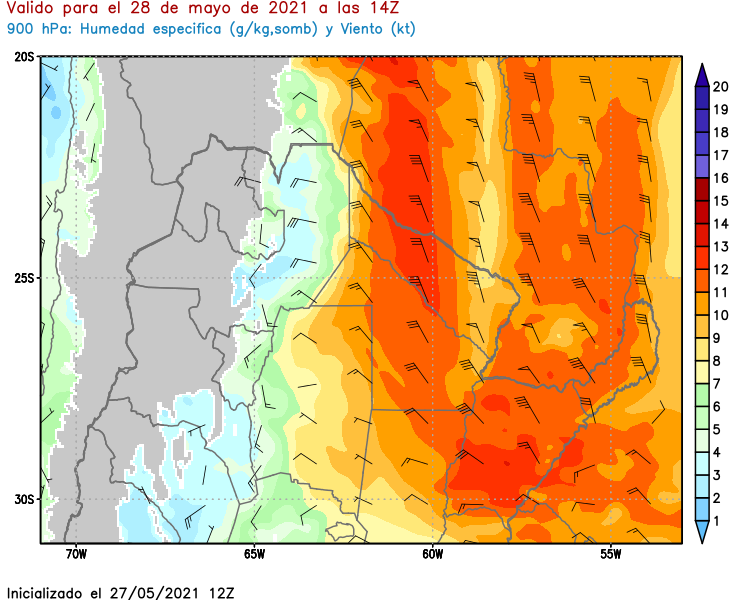 Valido para el 28 de mayo de 2021 a las 14Z
900 hPa: Humedad especifica (g/kg,somb) y Viento (kt)
20S
25S
30S
70W
65W
60W
55W
20
19
18
17
16
15
14
13
12
11
10
9
8
7
6
5
4
3
2
1
Inicializado el 27/05/2021 12Z